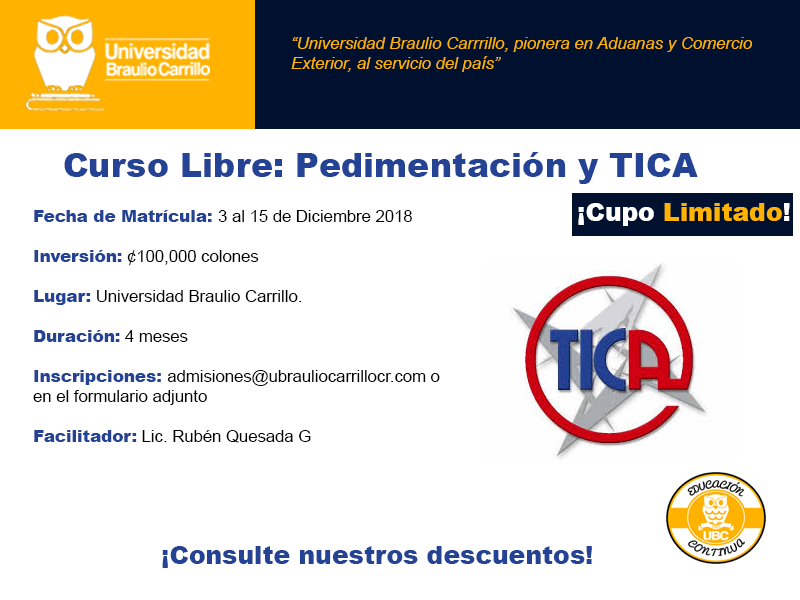 Universidad
Braulio Carrillo
“Universidad Braulio Carrrillo, pionera en Aduanas y Comercio
Exterior, al servicio del país”
Curso Libre: Pedimentación y TICA
¡Cupo Limitado!
Fecha de Matrícula: 3 al 15 de Diciembre 2018
Inversión: ¢100,000 colones
Lugar: Universidad Braulio Carrillo.
Duración: 4 meses
Inscripciones: admisiones@ubrauliocarrillocr.com o
en el formulario adjunto
Facilitador: Lic. Rubén Quesada G
TICA
EDUCACIÓN
UBC
CONTINUA
¡Consulte nuestros descuentos!